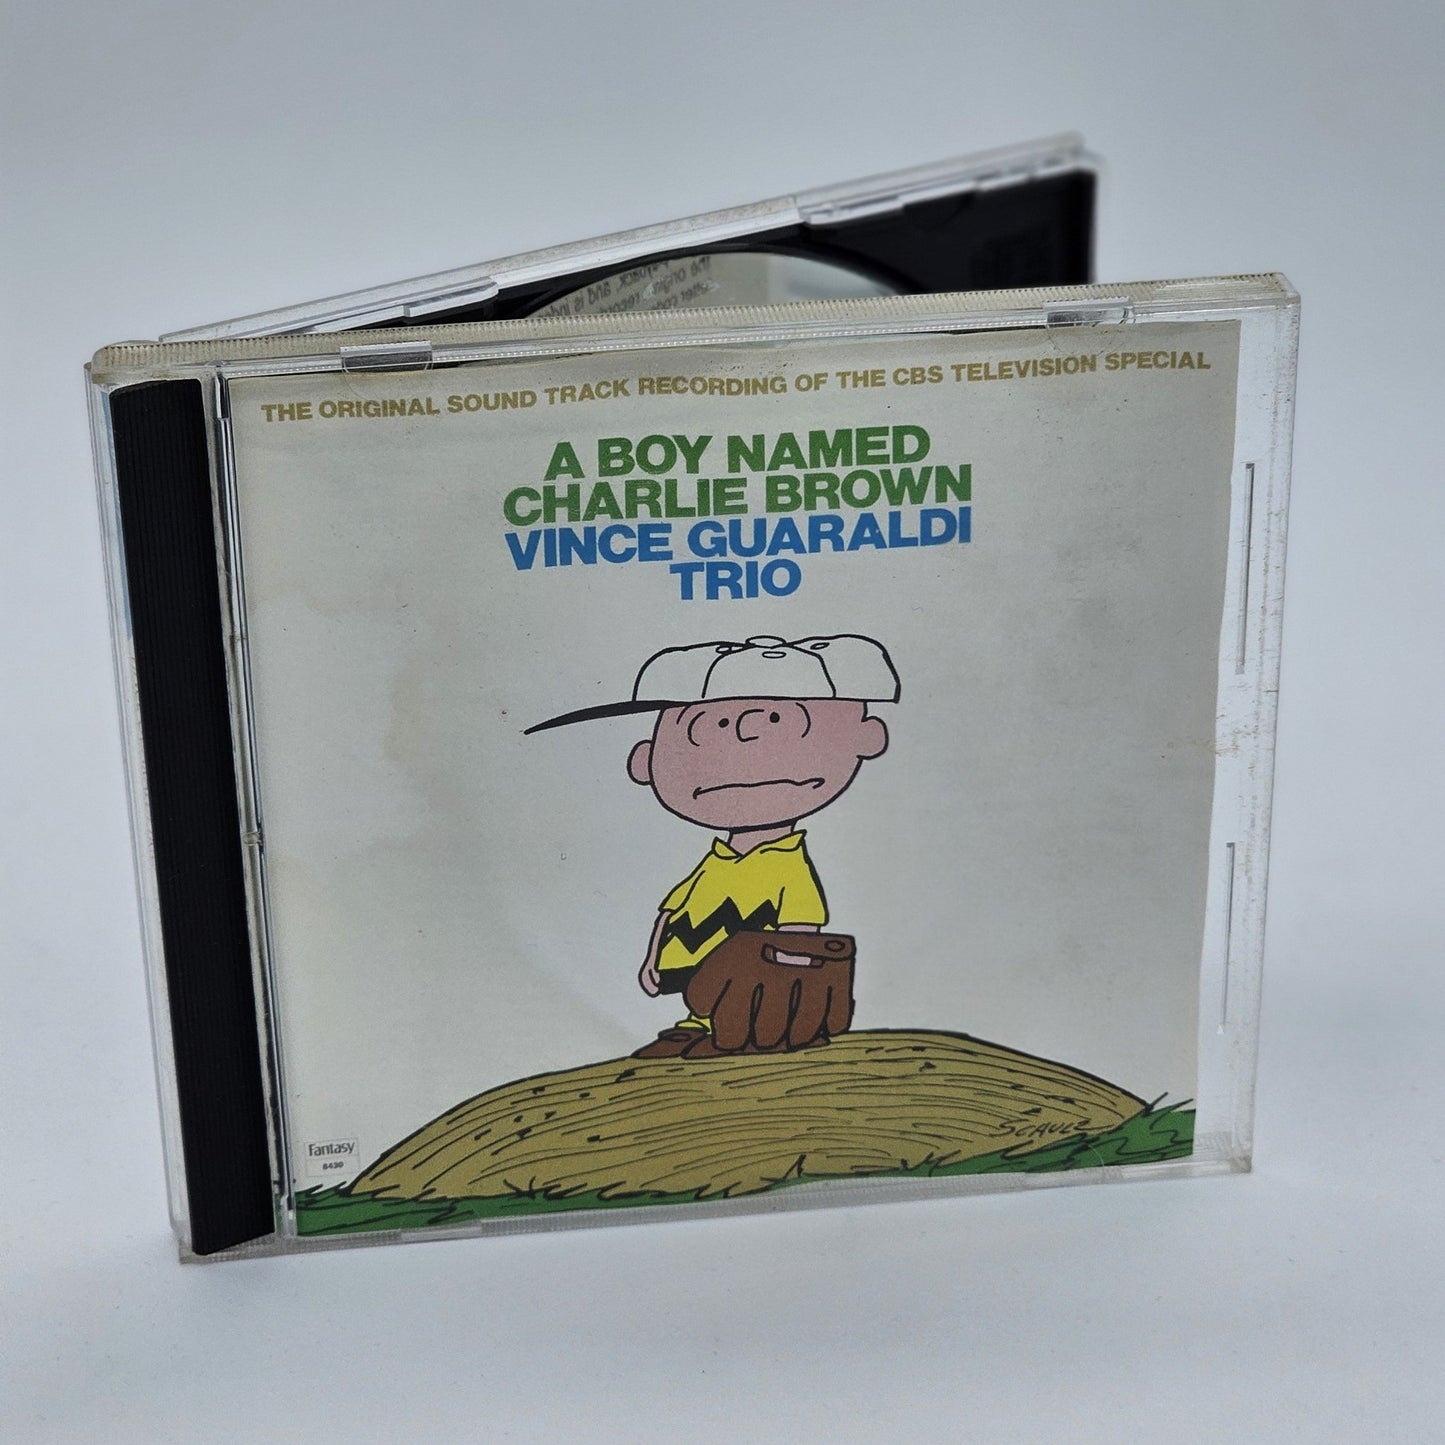 THE ORIGINAL SOUND TRACK RECORDING OF THE CBS TELEVISION SPECIAL
A BOY NAMED
CHARLIE BROWN
VINCE GUARALDI
TRIO
SCHULZ
Fantasy
8430